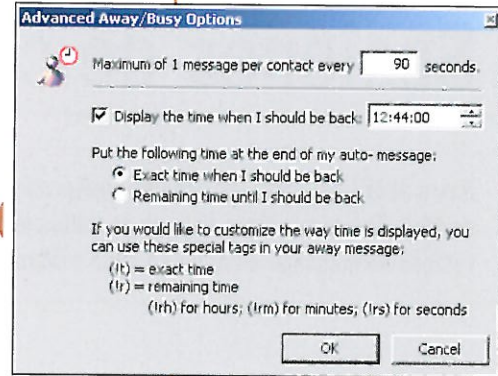 Advanced Away/Busy Options
Maximum of 1 message per contact every 90 seconds.
Display the time when I should be back: 12:44:00
Put the following time at the end of my auto-message:
Exact time when I should be back
Remaining time until I should be back
If you would like to customize the way time is displayed, you
can use these special tags in your away message:
(!t) = exact time
(!r) = remaining time
(!rh) for hours; (!rm) for minutes; (!rs) for seconds
OK Cancel